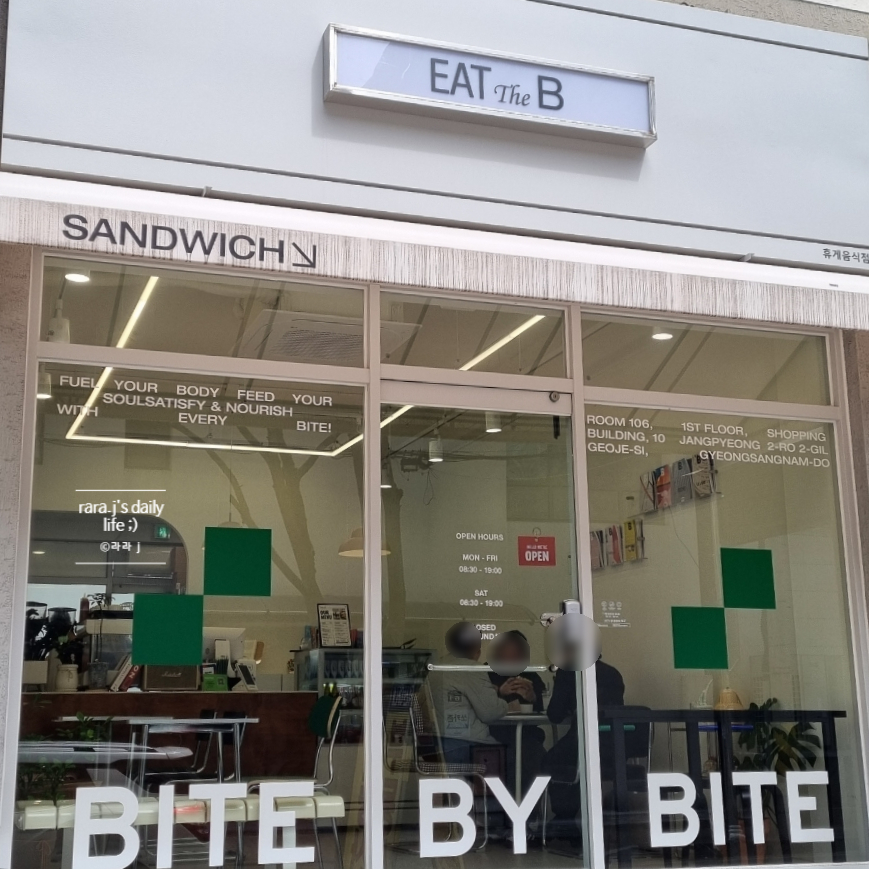 EAT The B
SANDWICH↘
휴게음식점
FUEL YOUR BODY FEED YOUR
SOULSATISFY & NOURISH
WITH EVERY BITE!
ROOM 106, 1ST FLOOR, SHOPPING
BUILDING, 10 JANGPYEONG 2-RO 2-GIL
GEOJE-SI, GYEONGSANGNAM-DO
rara.j's daily
life ;)
©라라 j
OPEN HOURS
MON - FRI
08:30 - 19:00
SAT
08:30 - 19:00
OPEN
BITE BY BITE